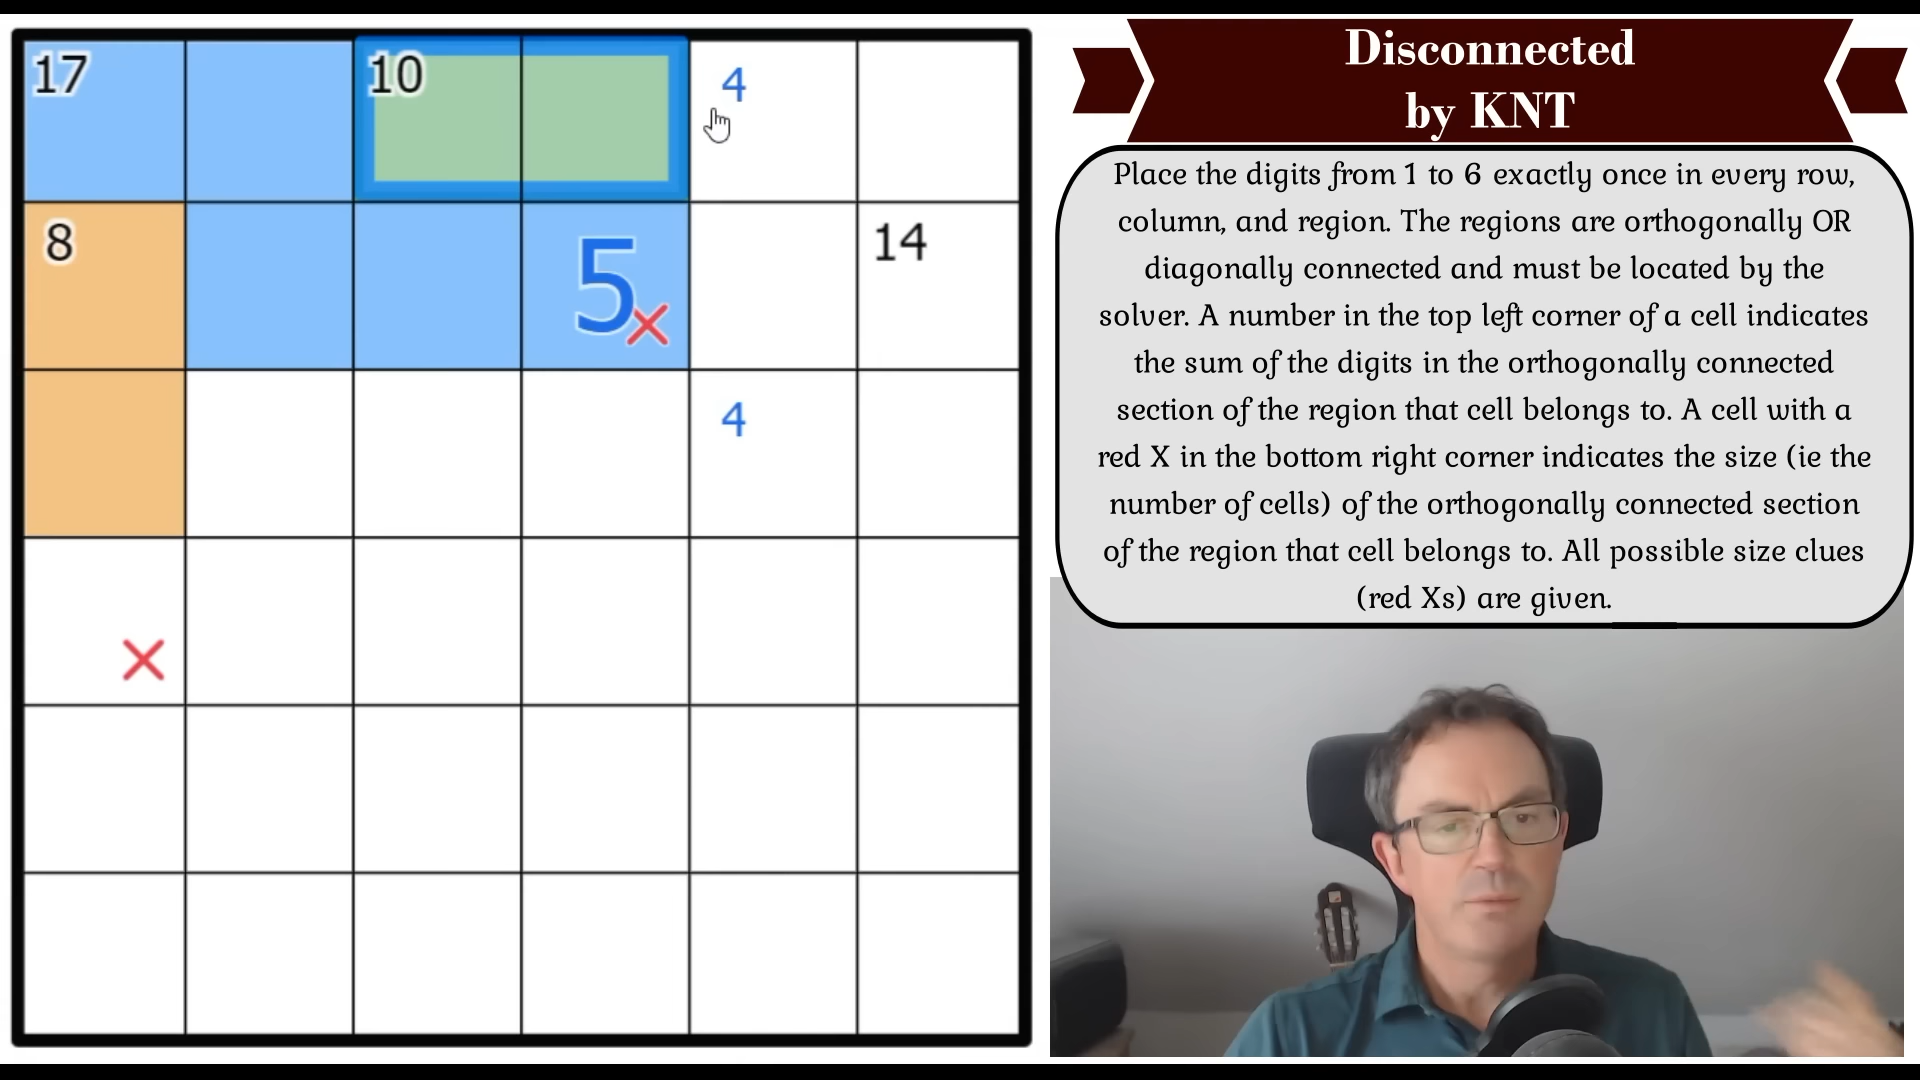 17 10 4
8 5 14
4
Disconnected
by KNT
Place the digits from 1 to 6 exactly once in every row,
column, and region. The regions are orthogonally OR
diagonally connected and must be located by the
solver. A number in the top left corner of a cell indicates
the sum of the digits in the orthogonally connected
section of the region that cell belongs to. A cell with a
red X in the bottom right corner indicates the size (ie the
number of cells) of the orthogonally connected section
of the region that cell belongs to. All possible size clues
(red Xs) are given.